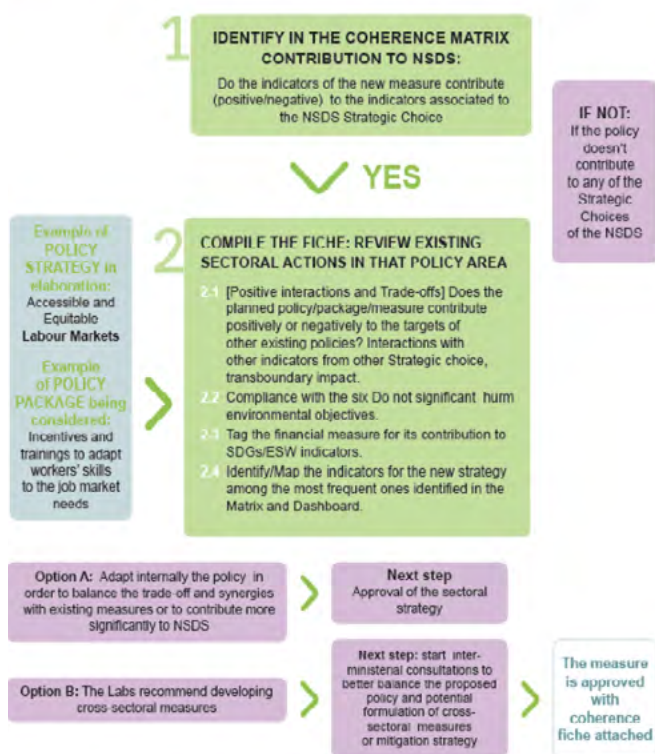 1
IDENTIFY IN THE COHERENCE MATRIX
CONTRIBUTION TO NSDS:
Do the indicators of the new measure contribute
(positive/negative) to the indicators associated to
the NSDS Strategic Choice
IF NOT:
If the policy
doesn't
contribute
to any of the
Strategic
Choices
of the NSDS
YES
Example of
POLICY
STRATEGY in
elaboration:
Accessible and
Equitable
Labour Markets
Example
of POLICY
PACKAGE being
considered:
Incentives and
trainings to adapt
workers' skills
to the job market
needs
2
COMPILE THE FICHE: REVIEW EXISTING
SECTORAL ACTIONS IN THAT POLICY AREA
2.1 [Positive interactions and Trade-offs] Does the
planned policy/package/measure contribute
positively or negatively to the targets of
other existing policies? Interactions with
other indicators from other Strategic choice,
transboundary impact.
2.2 Compliance with the six Do not significant hurm
environmental objectives.
2.3 Tag the financial measure for its contribution to
SDGs/ESW indicators.
2.4 Identify/Map the indicators for the new strategy
among the most frequent ones identified in the
Matrix and Dashboard.
Option A: Adapt internally the policy in
order to balance the trade-off and synergies
with existing measures or to contribute more
significantly to NSDS
Next step
Approval of the sectoral
strategy
Option B: The Labs recommend developing
cross-sectoral measures
Next step: start inter-
ministerial consultations to
better balance the proposed
policy and potential
formulation of cross-
sectoral measures
or mitigation strategy
The measure
is approved
with
coherence
fiche attached